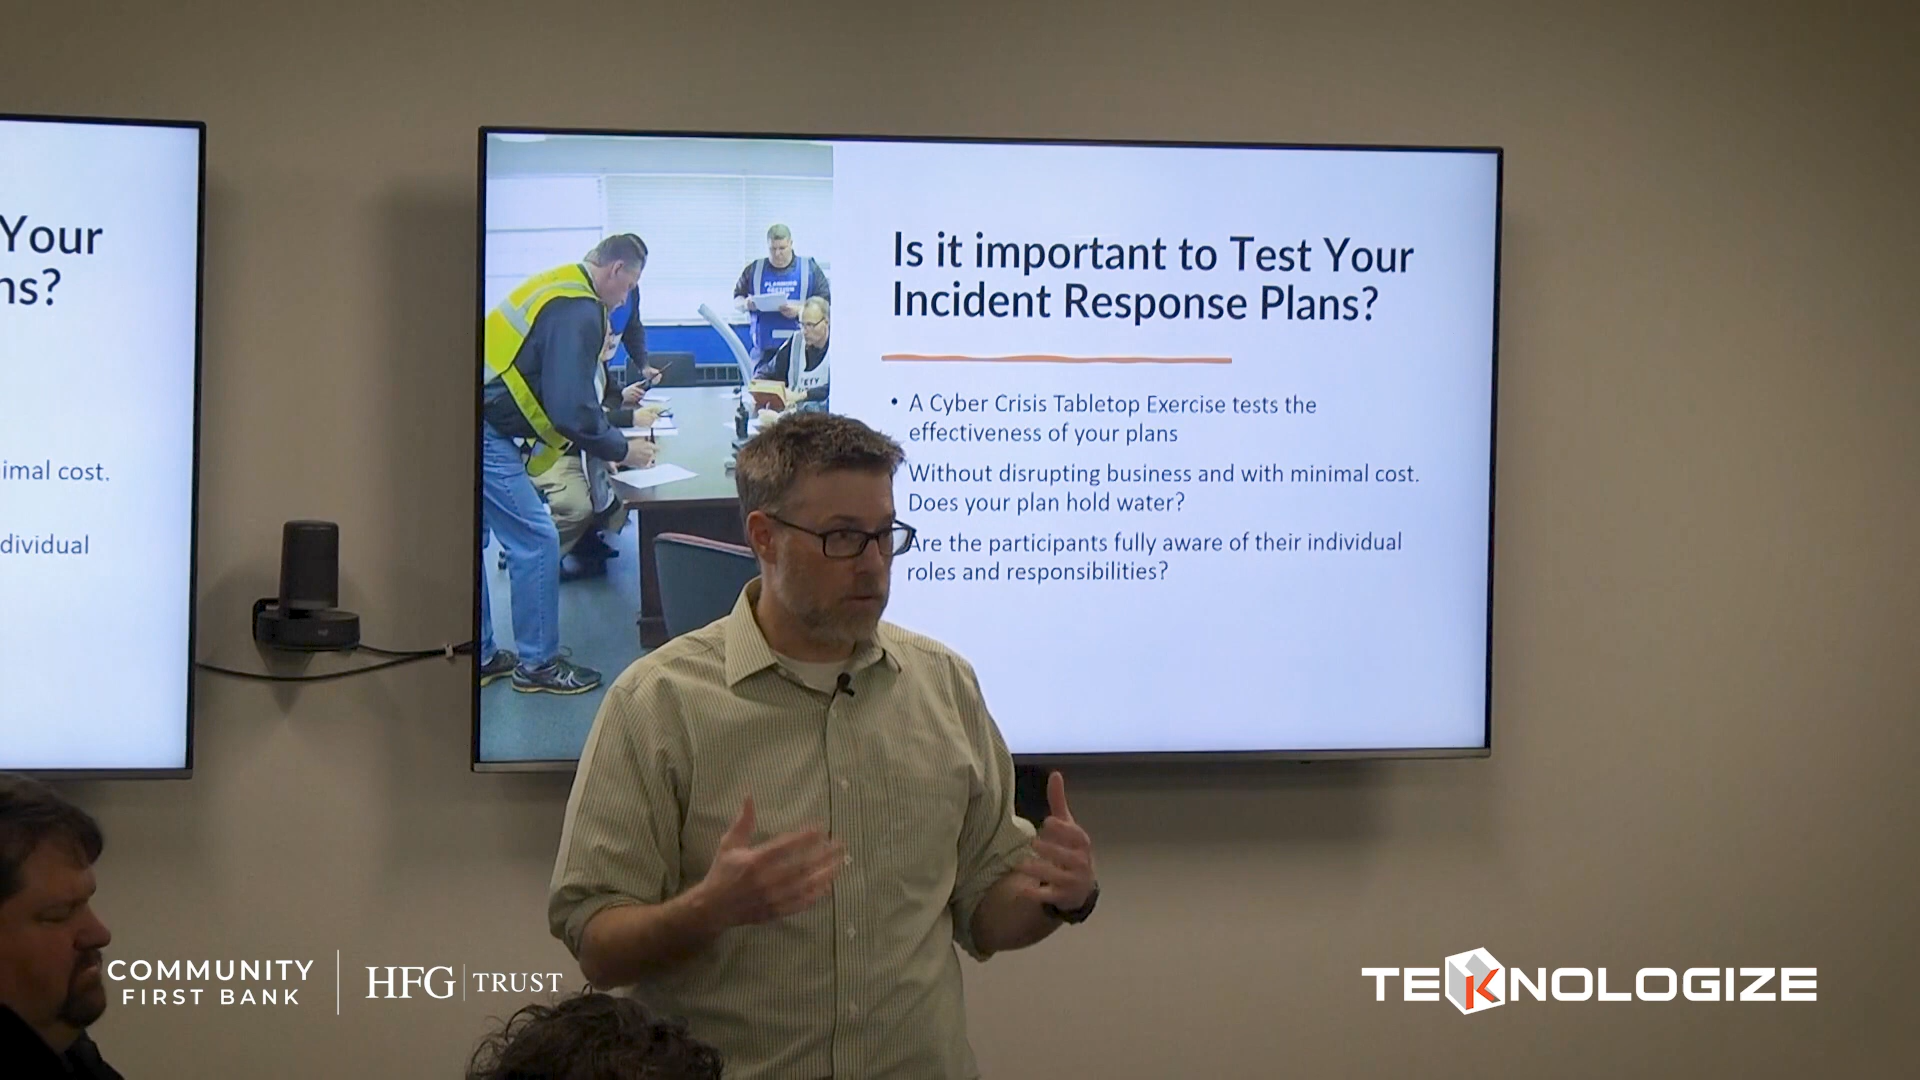 Your
ns?
imal cost.
dividual
PLANNING
SECTION
Is it important to Test Your
Incident Response Plans?
• A Cyber Crisis Tabletop Exercise tests the
effectiveness of your plans
Without disrupting business and with minimal cost.
Does your plan hold water?
Are the participants fully aware of their individual
roles and responsibilities?
COMMUNITY
FIRST BANK
HFG TRUST
TEKNOLOGIZE